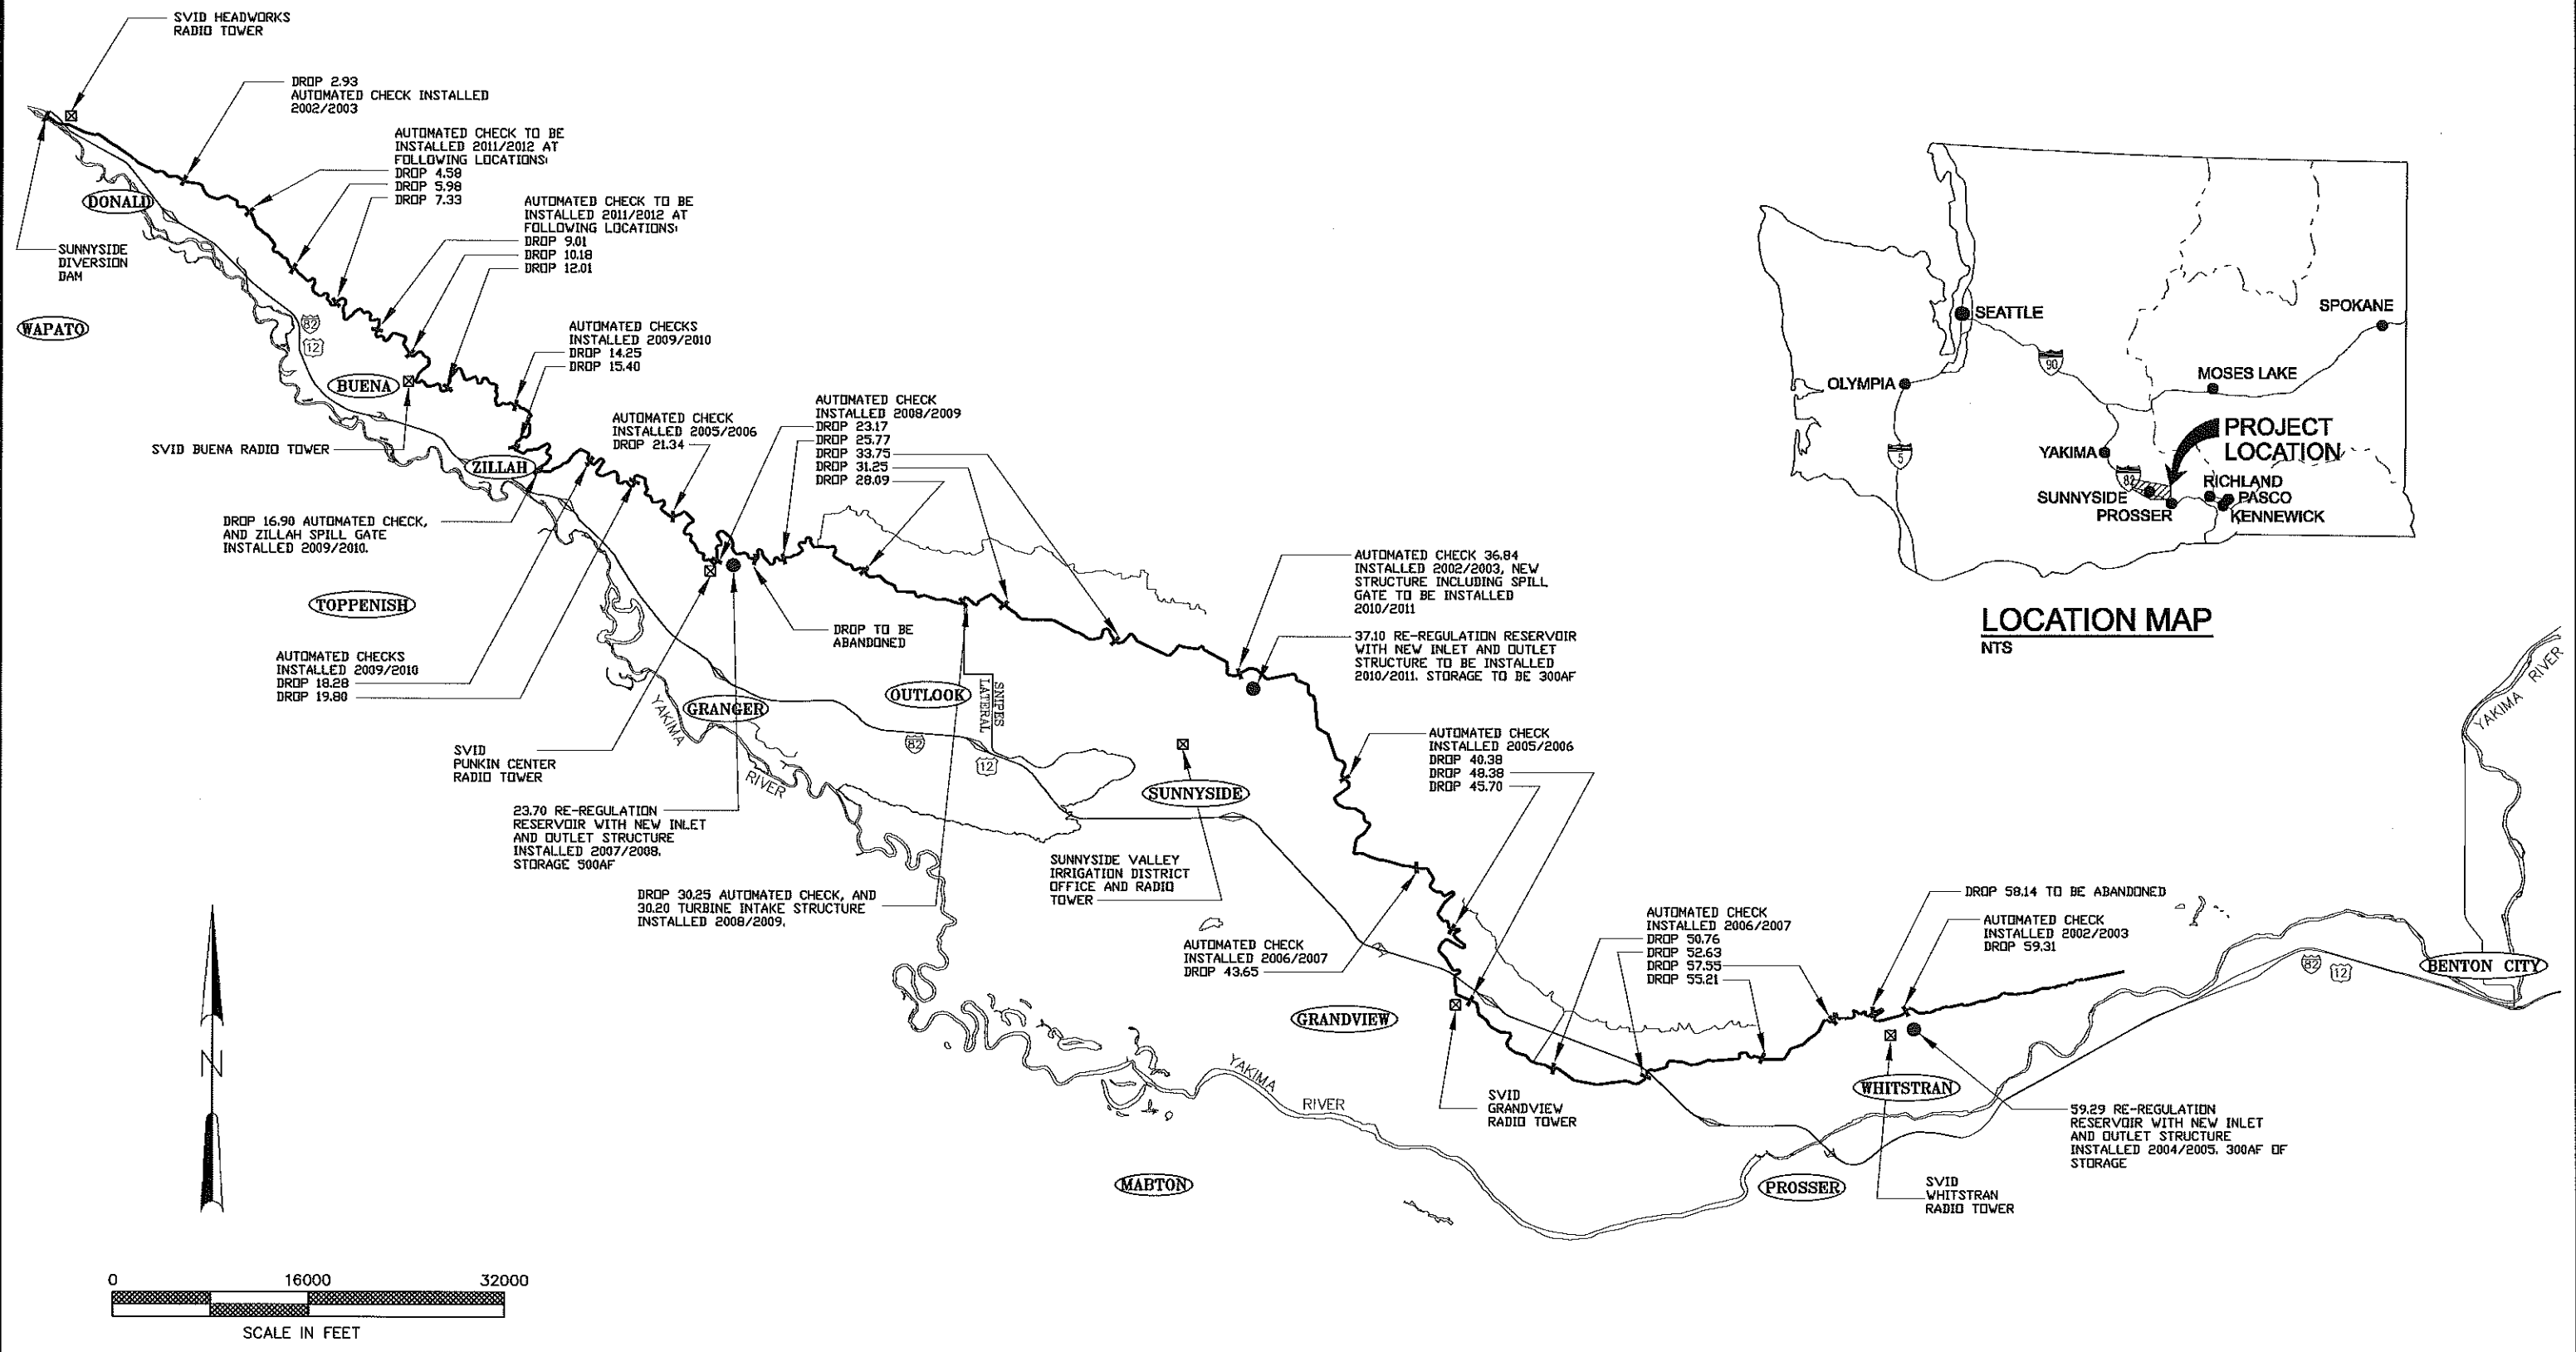 SVID HEADWORKS
RADIO TOWER
DROP 2.93
AUTOMATED CHECK INSTALLED
2002/2003
AUTOMATED CHECK TO BE
INSTALLED 2011/2012 AT
FOLLOWING LOCATIONS:
DROP 4.58
DROP 5.98
DROP 7.33
AUTOMATED CHECK TO BE
INSTALLED 2011/2012 AT
FOLLOWING LOCATIONS:
DROP 9.01
DROP 10.18
DROP 12.01
DONALD
SUNNYSIDE
DIVERSION
DAM
WAPATO
82
12
AUTOMATED CHECKS
INSTALLED 2009/2010
DROP 14.25
DROP 15.40
BUENA
SVID BUENA RADIO TOWER
ZILLAH
AUTOMATED CHECK
INSTALLED 2005/2006
DROP 21.34
AUTOMATED CHECK
INSTALLED 2008/2009
DROP 23.17
DROP 25.77
DROP 33.75
DROP 31.25
DROP 28.09
DROP 16.90 AUTOMATED CHECK,
AND ZILLAH SPILL GATE
INSTALLED 2009/2010.
TOPPENISH
AUTOMATED CHECKS
INSTALLED 2009/2010
DROP 18.28
DROP 19.80
DROP TO BE
ABANDONED
AUTOMATED CHECK 36.84
INSTALLED 2002/2003, NEW
STRUCTURE INCLUDING SPILL
GATE TO BE INSTALLED
2010/2011
37.10 RE-REGULATION RESERVOIR
WITH NEW INLET AND OUTLET
STRUCTURE TO BE INSTALLED
2010/2011. STORAGE TO BE 300AF
OUTLOOK
SNIPES
LATERAL
GRANGER
YAKIMA
RIVER
82
12
SVID
PUNKIN CENTER
RADIO TOWER
23.70 RE-REGULATION
RESERVOIR WITH NEW INLET
AND OUTLET STRUCTURE
INSTALLED 2007/2008.
STORAGE 500AF
SUNNYSIDE
AUTOMATED CHECK
INSTALLED 2005/2006
DROP 40.38
DROP 48.38
DROP 45.70
DROP 30.25 AUTOMATED CHECK, AND
30.20 TURBINE INTAKE STRUCTURE
INSTALLED 2008/2009.
SUNNYSIDE VALLEY
IRRIGATION DISTRICT
OFFICE AND RADIO
TOWER
AUTOMATED CHECK
INSTALLED 2006/2007
DROP 43.65
AUTOMATED CHECK
INSTALLED 2006/2007
DROP 50.76
DROP 52.63
DROP 57.55
DROP 55.21
DROP 58.14 TO BE ABANDONED
AUTOMATED CHECK
INSTALLED 2002/2003
DROP 59.31
GRANDVIEW
82
12
BENTON CITY
YAKIMA
RIVER
YAKIMA
RIVER
SVID
GRANDVIEW
RADIO TOWER
WHITSTRAN
59.29 RE-REGULATION
RESERVOIR WITH NEW INLET
AND OUTLET STRUCTURE
INSTALLED 2004/2005. 300AF OF
STORAGE
MABTON
PROSSER
SVID
WHITSTRAN
RADIO TOWER
N
0 16000 32000
SCALE IN FEET
SEATTLE
SPOKANE
90
OLYMPIA
MOSES LAKE
5
PROJECT
LOCATION
YAKIMA
82
RICHLAND
SUNNYSIDE
PASCO
PROSSER
KENNEWICK
LOCATION MAP
NTS